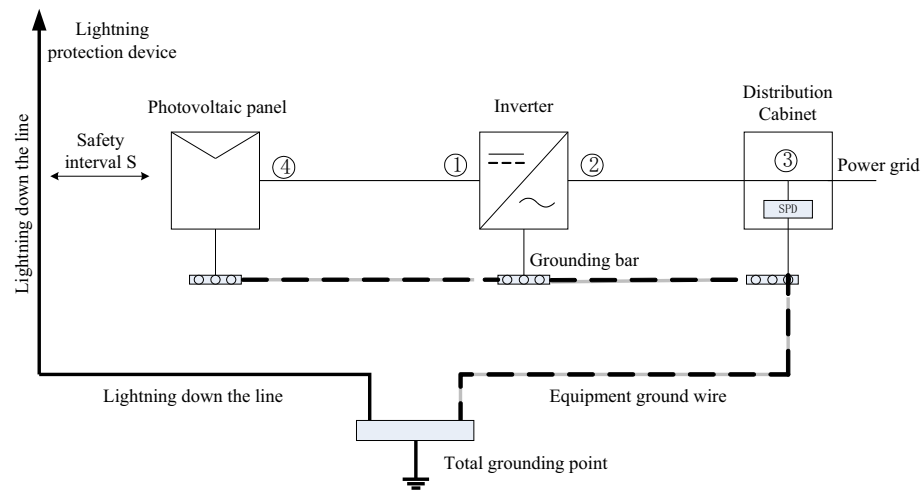 Lightning
protection device
Photovoltaic panel
Inverter
Distribution
Cabinet
Safety
interval S
④
①
②
③
Power grid
SPD
Lightning down the line
Grounding bar
Lightning down the line
Equipment ground wire
Total grounding point